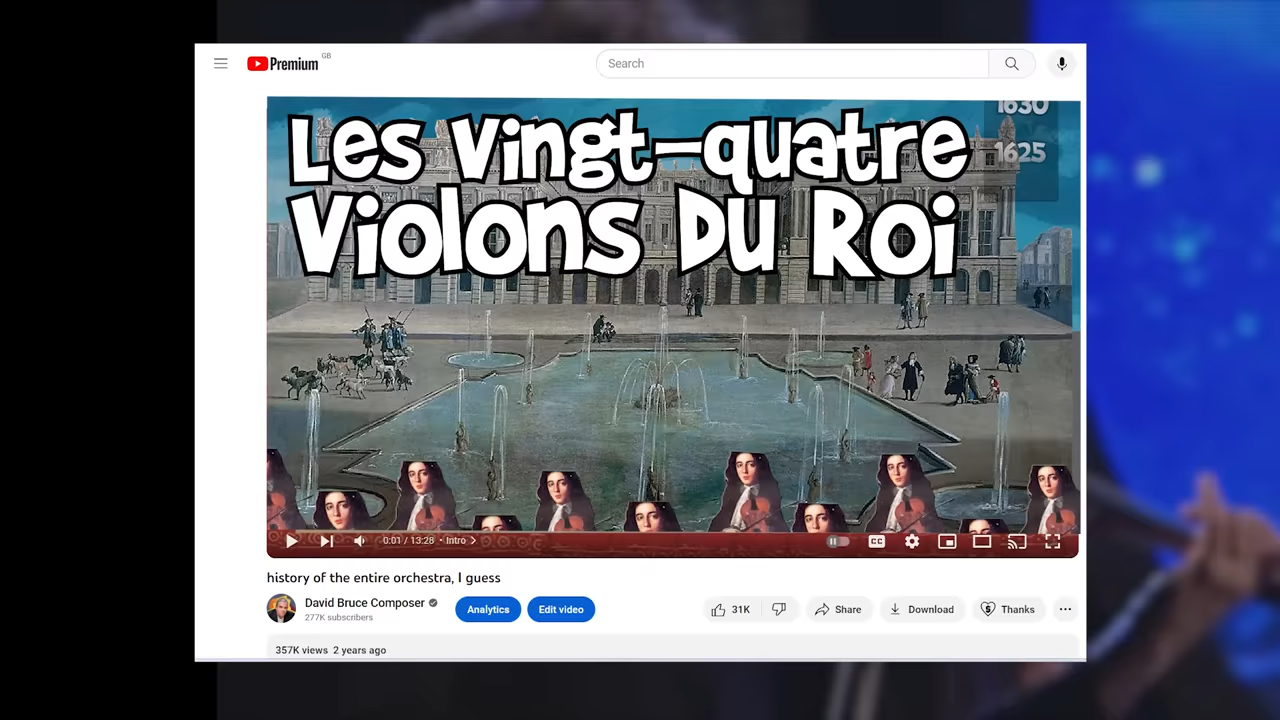 Premium GB
Search
1630
Les Vingt-quatre
1625
Violons Du Roi
0:01 / 13:28 • Intro
CC
history of the entire orchestra, I guess
David Bruce Composer
277K subscribers
Analytics
Edit video
31K
Share
Download
Thanks
357K views 2 years ago